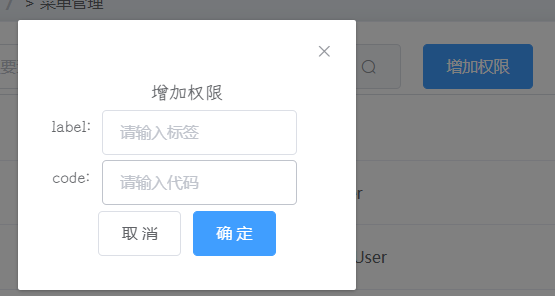 / > 菜单管理
要
增加权限
增加权限
label: 请输入标签
code: 请输入代码
取消 确定
User